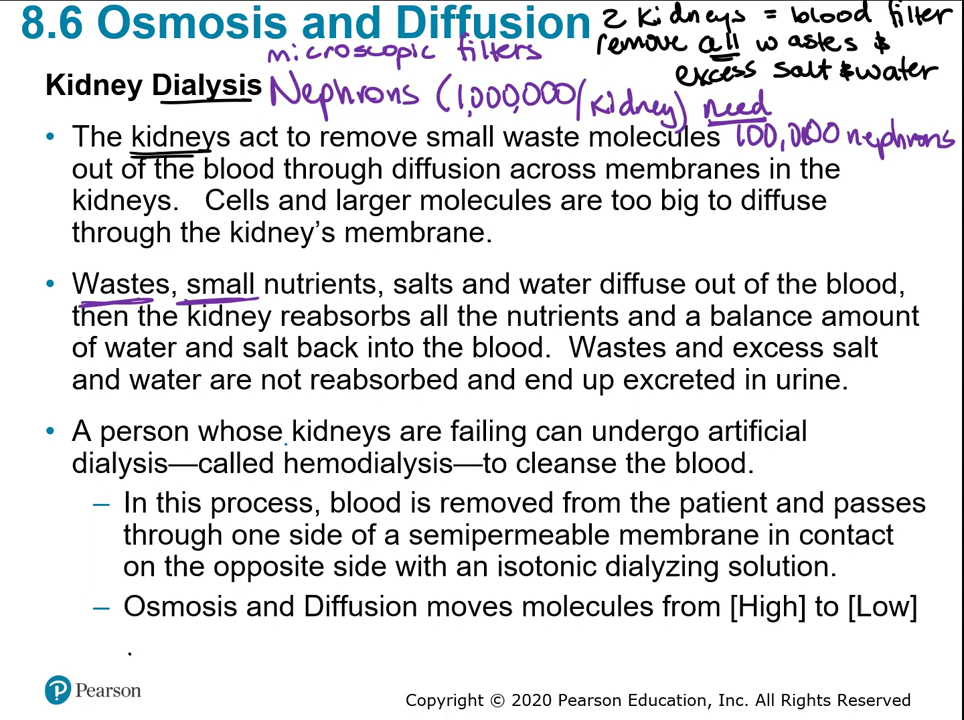 8.6 Osmosis and Diffusion
2 Kidneys = blood filter
remove all wastes &
excess salt & water
microscopic filters
Kidney Dialysis
Nephrons (1,000,000/kidney) need
100,000 nephrons
• The kidneys act to remove small waste molecules
out of the blood through diffusion across membranes in the
kidneys. Cells and larger molecules are too big to diffuse
through the kidney's membrane.
• Wastes, small nutrients, salts and water diffuse out of the blood,
then the kidney reabsorbs all the nutrients and a balance amount
of water and salt back into the blood. Wastes and excess salt
and water are not reabsorbed and end up excreted in urine.
• A person whose kidneys are failing can undergo artificial
dialysis—called hemodialysis—to cleanse the blood.
– In this process, blood is removed from the patient and passes
through one side of a semipermeable membrane in contact
on the opposite side with an isotonic dialyzing solution.
– Osmosis and Diffusion moves molecules from [High] to [Low]
P Pearson
Copyright © 2020 Pearson Education, Inc. All Rights Reserved